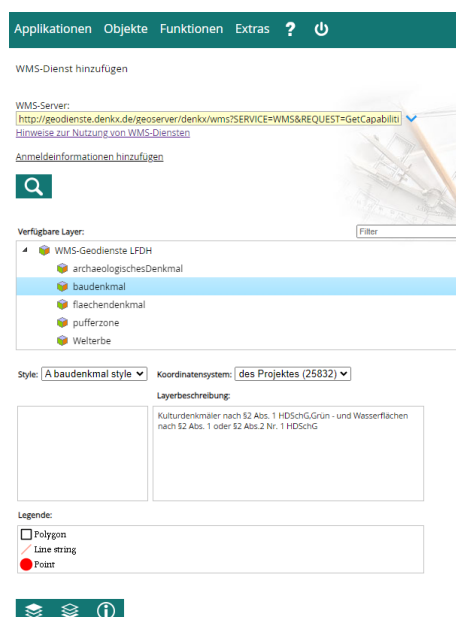 Applikationen Objekte Funktionen Extras ?
WMS-Dienst hinzufügen
WMS-Server:
http://geodienste.denkx.de/geoserver/denkx/wms?SERVICE=WMS&REQUEST=GetCapabiliti
Hinweise zur Nutzung von WMS-Diensten
Anmeldeinformationen hinzufügen
Verfügbare Layer:
Filter
WMS-Geodienste LFDH
archaeologischesDenkmal
baudenkmal
flaechendenkmal
pufferzone
Welterbe
Style: A baudenkmal style Koordinatensystem: des Projektes (25832)
Layerbeschreibung:
Kulturdenkmäler nach §2 Abs. 1 HDSchG,Grün - und Wasserflächen
nach §2 Abs. 1 oder §2 Abs.2 Nr. 1 HDSchG
Legende:
Polygon
Line string
Point